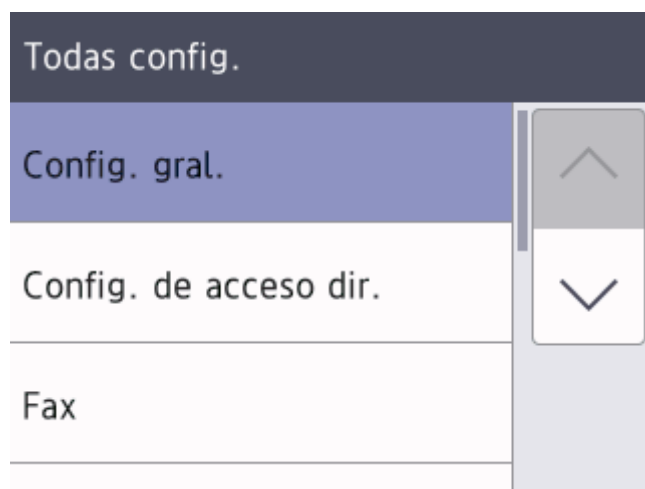 Todas config.
Config. gral.
Config. de acceso dir.
Fax